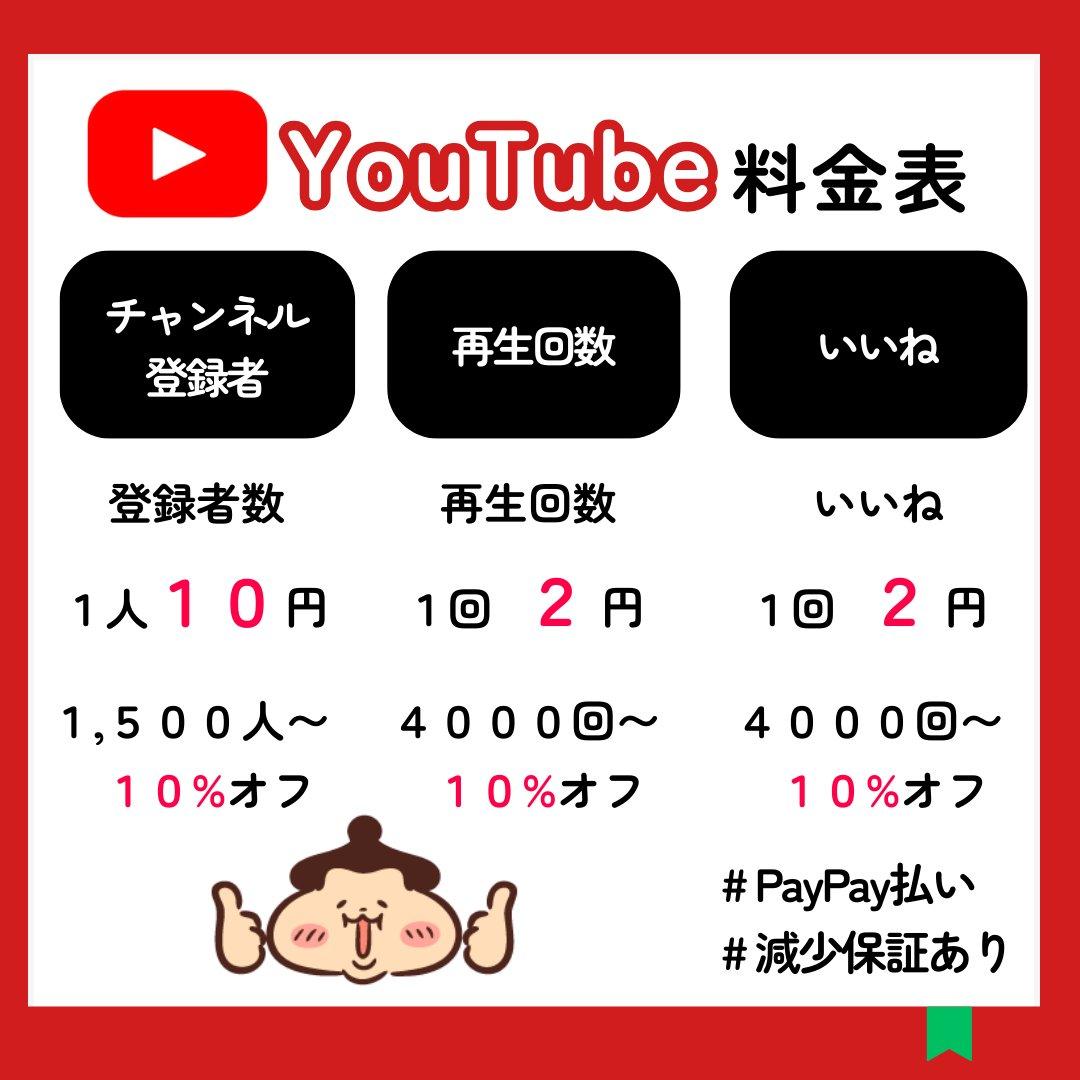 YouTube 料金表
チャンネル
登録者
再生回数
いいね
登録者数
再生回数
いいね
1人10円
1回 2 円
1回 2 円
1,500人〜
4000回〜
4000回〜
10%オフ
10%オフ
10%オフ
#PayPay払い
#減少保証あり